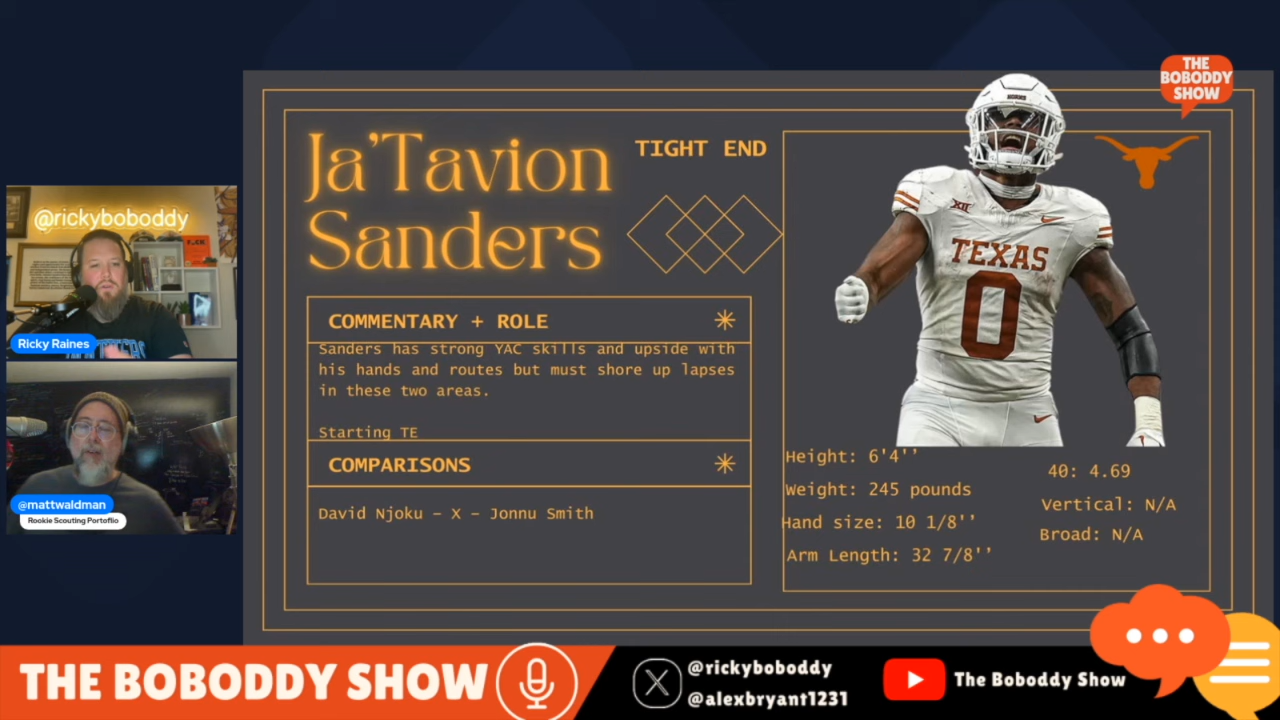 THE
BOBODDY
SHOW
Ja'Tavion
Sanders
TIGHT END
COMMENTARY + ROLE
Sanders has strong YAC skills and upside with
his hands and routes but must shore up lapses
in these two areas.
Starting TE
COMPARISONS
David Njoku – X – Jonnu Smith
XII
TEXAS
0
Height: 6'4''
Weight: 245 pounds
Hand size: 10 1/8''
Arm Length: 32 7/8''
40: 4.69
Vertical: N/A
Broad: N/A
@rickyboboddy
Ricky Raines
@mattwaldman
Rookie Scouting Portoflio
THE BOBODDY SHOW
@rickyboboddy
@alexbryant1231
The Boboddy Show